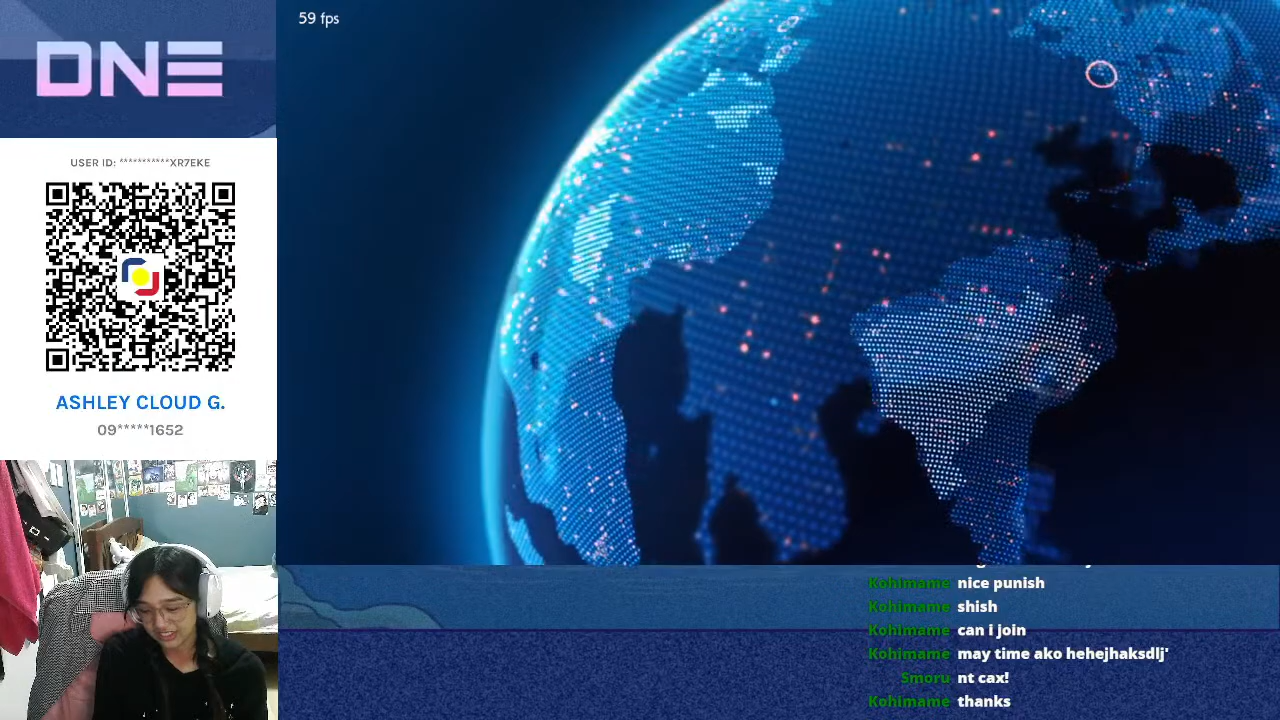 59 fps
DNE
USER ID: ***********XR7EKE
ASHLEY CLOUD G.
09*****1652
Kohimame nice punish
Kohimame shish
Kohimame can i join
Kohimame may time ako hehejhaksdlj'
Smoru nt cax!
Kohimame thanks